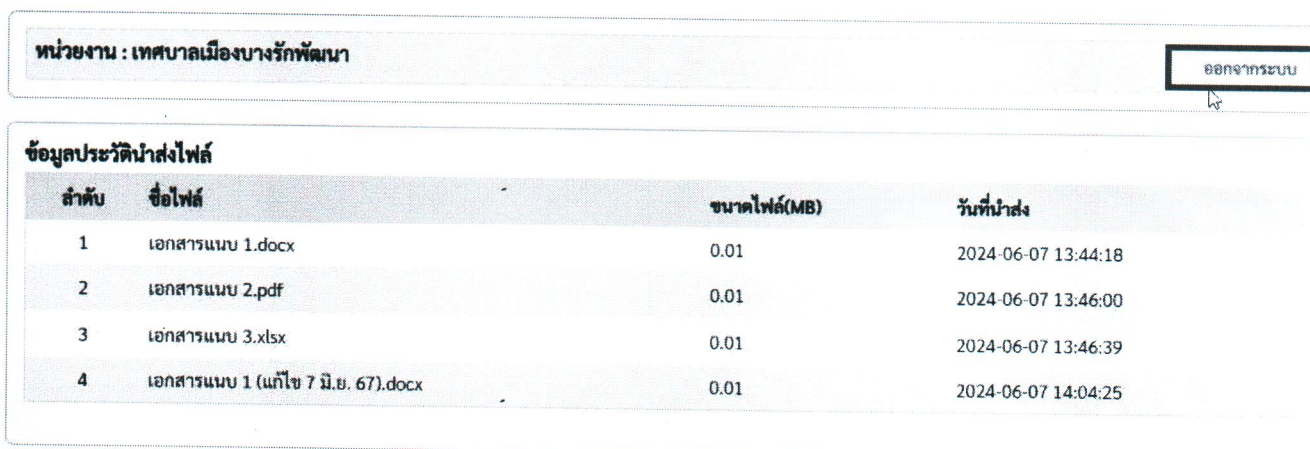 หน่วยงาน : เทศบาลเมืองบางรักพัฒนา
ออกจากระบบ
ข้อมูลประวัตินำส่งไฟล์
ลำดับ ชื่อไฟล์ ขนาดไฟล์(MB) วันที่นำส่ง
1 เอกสารแนบ 1.docx 0.01 2024-06-07 13:44:18
2 เอกสารแนบ 2.pdf 0.01 2024-06-07 13:46:00
3 เอกสารแนบ 3.xlsx 0.01 2024-06-07 13:46:39
4 เอกสารแนบ 1 (แก้ไข 7 มิ.ย. 67).docx 0.01 2024-06-07 14:04:25